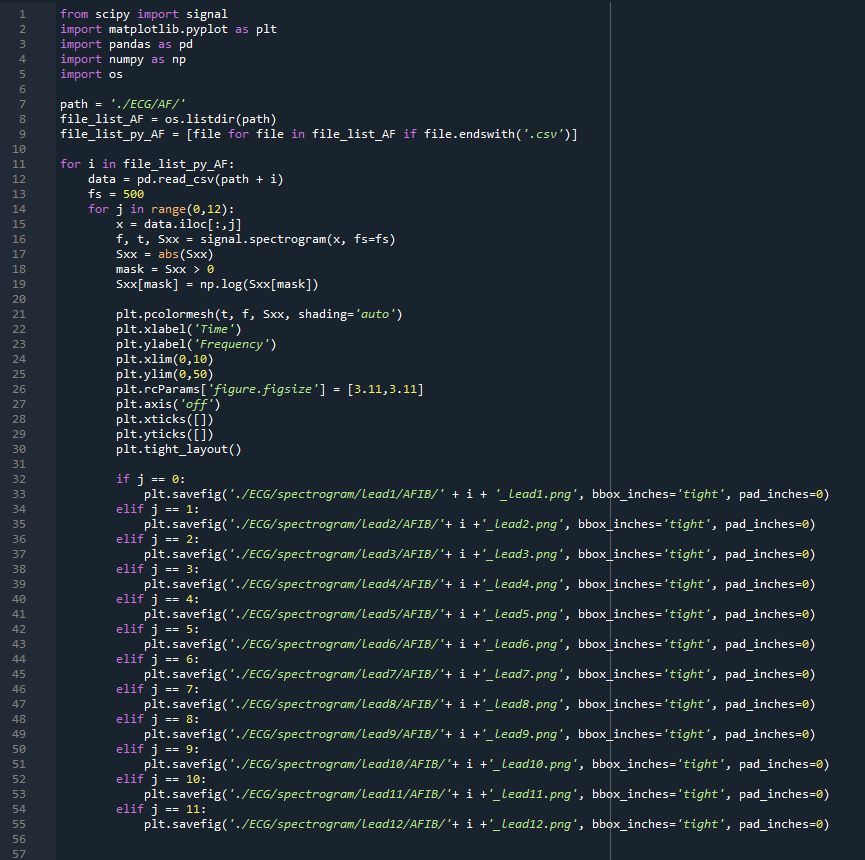 1 from scipy import signal
2 import matplotlib.pyplot as plt
3 import pandas as pd
4 import numpy as np
5 import os
6
7 path = './ECG/AF/'
8 file_list_AF = os.listdir(path)
9 file_list_py_AF = [file for file in file_list_AF if file.endswith('.csv')]
10
11 for i in file_list_py_AF:
12     data = pd.read_csv(path + i)
13     fs = 500
14     for j in range(0,12):
15         x = data.iloc[:,j]
16         f, t, Sxx = signal.spectrogram(x, fs=fs)
17         Sxx = abs(Sxx)
18         mask = Sxx > 0
19         Sxx[mask] = np.log(Sxx[mask])
20
21         plt.pcolormesh(t, f, Sxx, shading='auto')
22         plt.xlabel('Time')
23         plt.ylabel('Frequency')
24         plt.xlim(0,10)
25         plt.ylim(0,50)
26         plt.rcParams['figure.figsize'] = [3.11,3.11]
27         plt.axis('off')
28         plt.xticks([])
29         plt.yticks([])
30         plt.tight_layout()
31
32         if j == 0:
33             plt.savefig('./ECG/spectrogram/lead1/AFIB/' + i + '_lead1.png', bbox_inches='tight', pad_inches=0)
34         elif j == 1:
35             plt.savefig('./ECG/spectrogram/lead2/AFIB/'+ i +'_lead2.png', bbox_inches='tight', pad_inches=0)
36         elif j == 2:
37             plt.savefig('./ECG/spectrogram/lead3/AFIB/'+ i +'_lead3.png', bbox_inches='tight', pad_inches=0)
38         elif j == 3:
39             plt.savefig('./ECG/spectrogram/lead4/AFIB/'+ i +'_lead4.png', bbox_inches='tight', pad_inches=0)
40         elif j == 4:
41             plt.savefig('./ECG/spectrogram/lead5/AFIB/'+ i +'_lead5.png', bbox_inches='tight', pad_inches=0)
42         elif j == 5:
43             plt.savefig('./ECG/spectrogram/lead6/AFIB/'+ i +'_lead6.png', bbox_inches='tight', pad_inches=0)
44         elif j == 6:
45             plt.savefig('./ECG/spectrogram/lead7/AFIB/'+ i +'_lead7.png', bbox_inches='tight', pad_inches=0)
46         elif j == 7:
47             plt.savefig('./ECG/spectrogram/lead8/AFIB/'+ i +'_lead8.png', bbox_inches='tight', pad_inches=0)
48         elif j == 8:
49             plt.savefig('./ECG/spectrogram/lead9/AFIB/'+ i +'_lead9.png', bbox_inches='tight', pad_inches=0)
50         elif j == 9:
51             plt.savefig('./ECG/spectrogram/lead10/AFIB/'+ i +'_lead10.png', bbox_inches='tight', pad_inches=0)
52         elif j == 10:
53             plt.savefig('./ECG/spectrogram/lead11/AFIB/'+ i +'_lead11.png', bbox_inches='tight', pad_inches=0)
54         elif j == 11:
55             plt.savefig('./ECG/spectrogram/lead12/AFIB/'+ i +'_lead12.png', bbox_inches='tight', pad_inches=0)
56
57